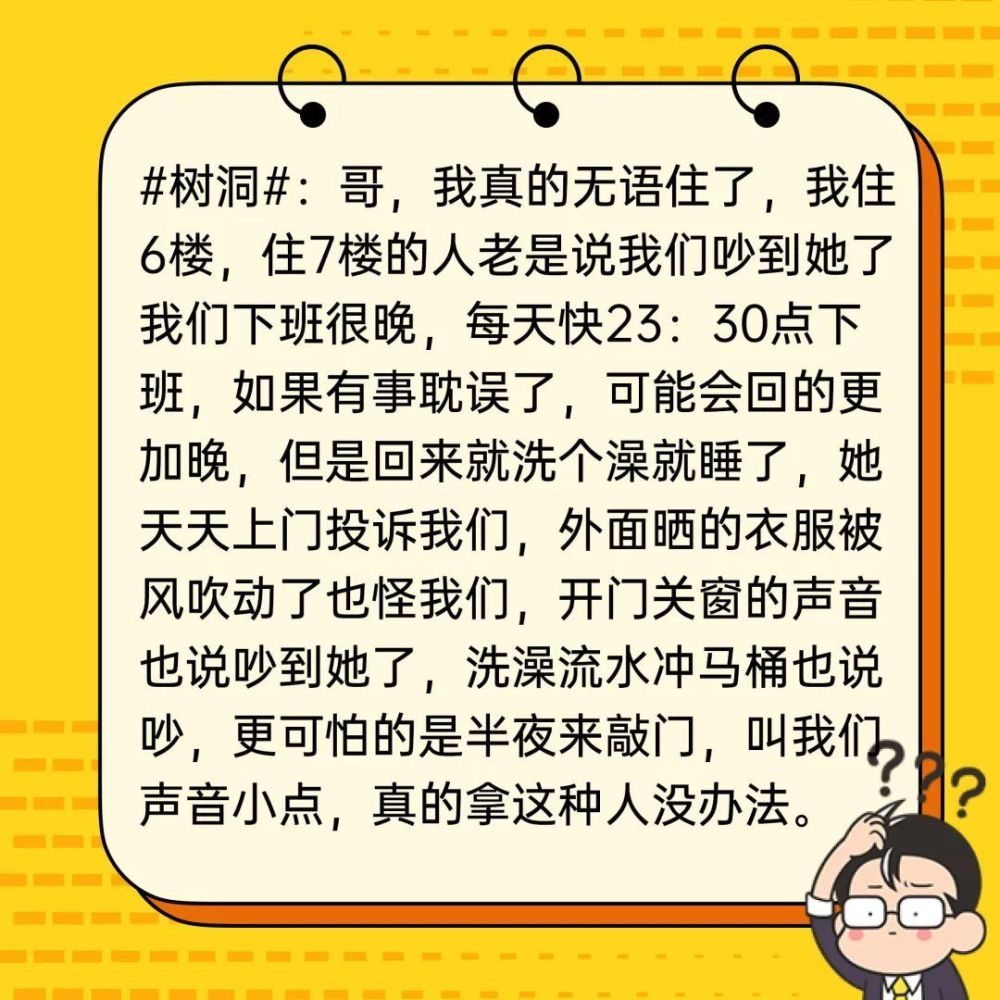 #树洞#：哥，我真的无语住了，我住
6楼，住7楼的人老是说我们吵到她了
我们下班很晚，每天快23：30点下
班，如果有事耽误了，可能会回的更
加晚，但是回来就洗个澡就睡了，她
天天上门投诉我们，外面晒的衣服被
风吹动了也怪我们，开门关窗的声音
也说吵到她了，洗澡流水冲马桶也说
吵，更可怕的是半夜来敲门，叫我们
声音小点，真的拿这种人没办法。
???